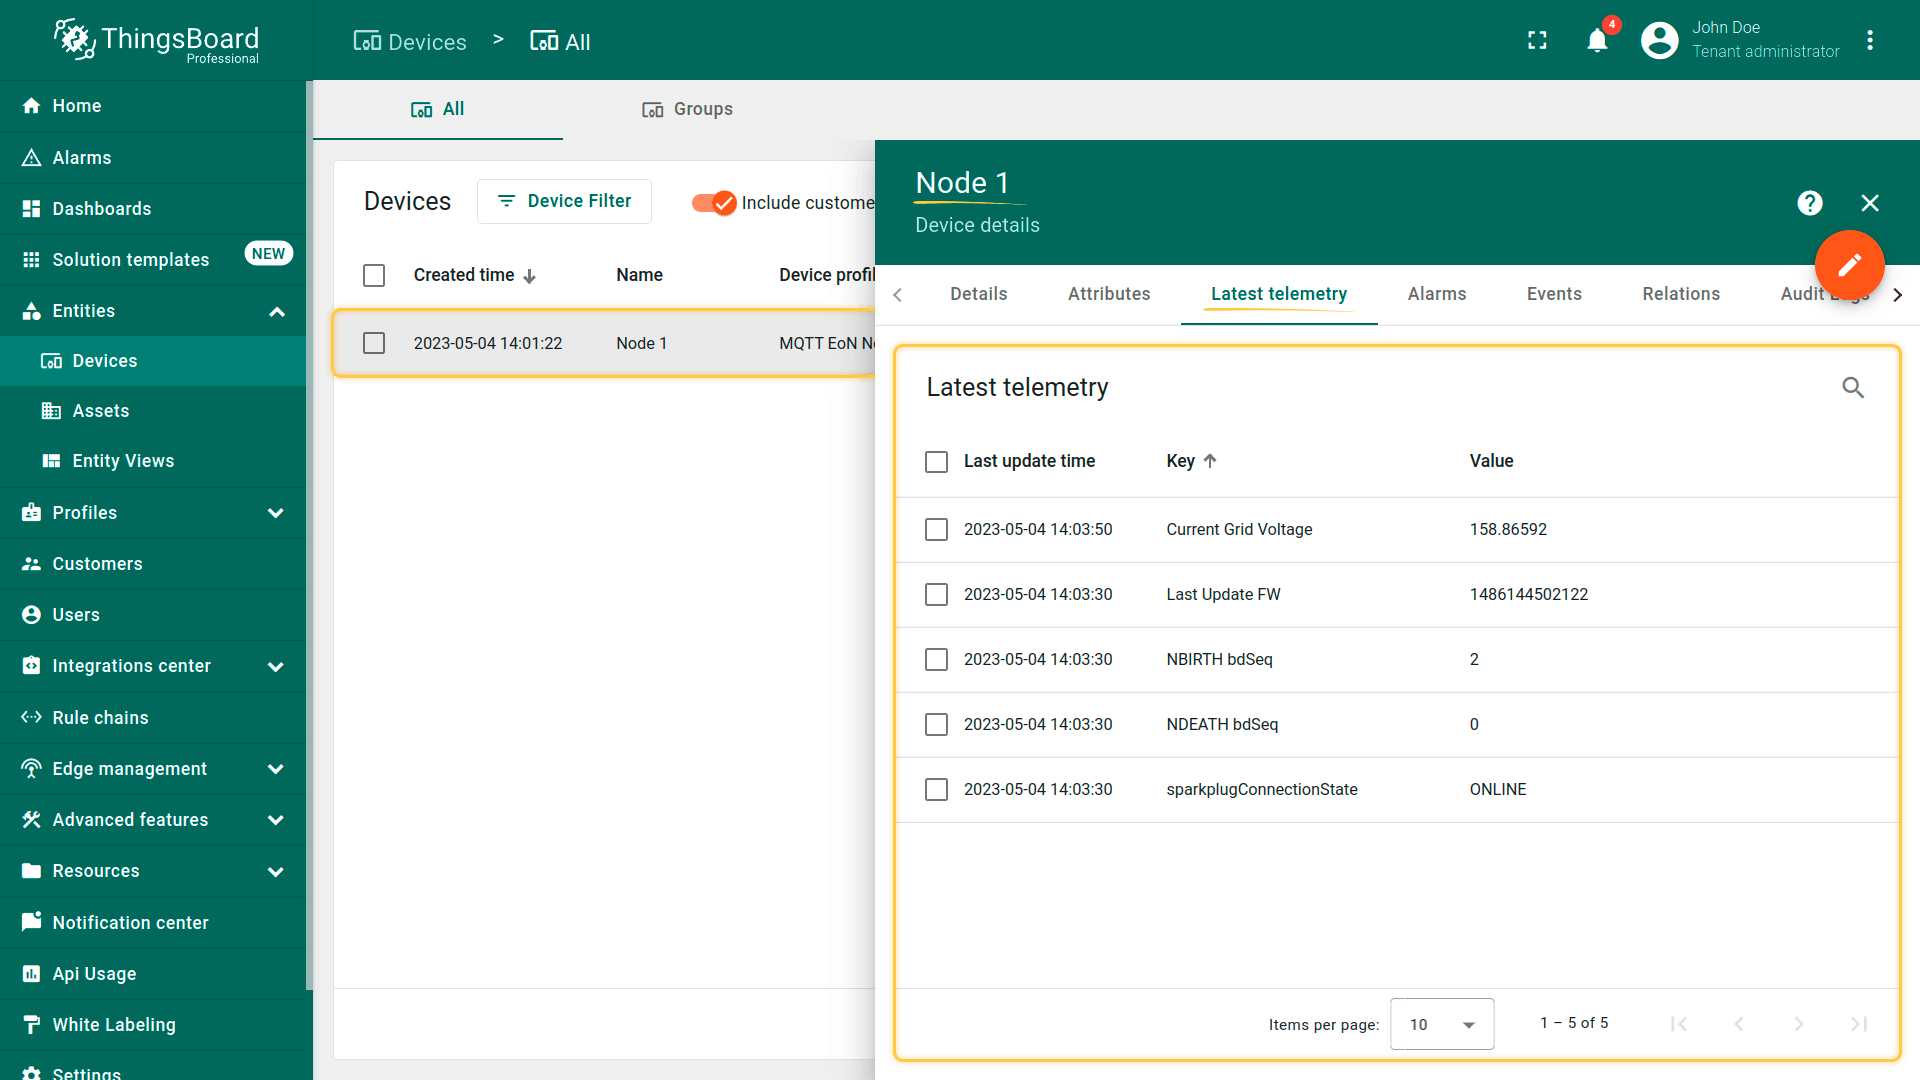 ThingsBoard
Professional
Devices > All
4
John Doe
Tenant administrator
Home
Alarms
Dashboards
Solution templates NEW
Entities
Devices
Assets
Entity Views
Profiles
Customers
Users
Integrations center
Rule chains
Edge management
Advanced features
Resources
Notification center
Api Usage
White Labeling
Settings
All Groups
Devices Device Filter Include custome
Created time Name Device profil
2023-05-04 14:01:22 Node 1 MQTT EoN No
Node 1
Device details
Details Attributes Latest telemetry Alarms Events Relations Audit Logs
Latest telemetry
Last update time Key Value
2023-05-04 14:03:50 Current Grid Voltage 158.86592
2023-05-04 14:03:30 Last Update FW 1486144502122
2023-05-04 14:03:30 NBIRTH bdSeq 2
2023-05-04 14:03:30 NDEATH bdSeq 0
2023-05-04 14:03:30 sparkplugConnectionState ONLINE
Items per page: 10 1 – 5 of 5